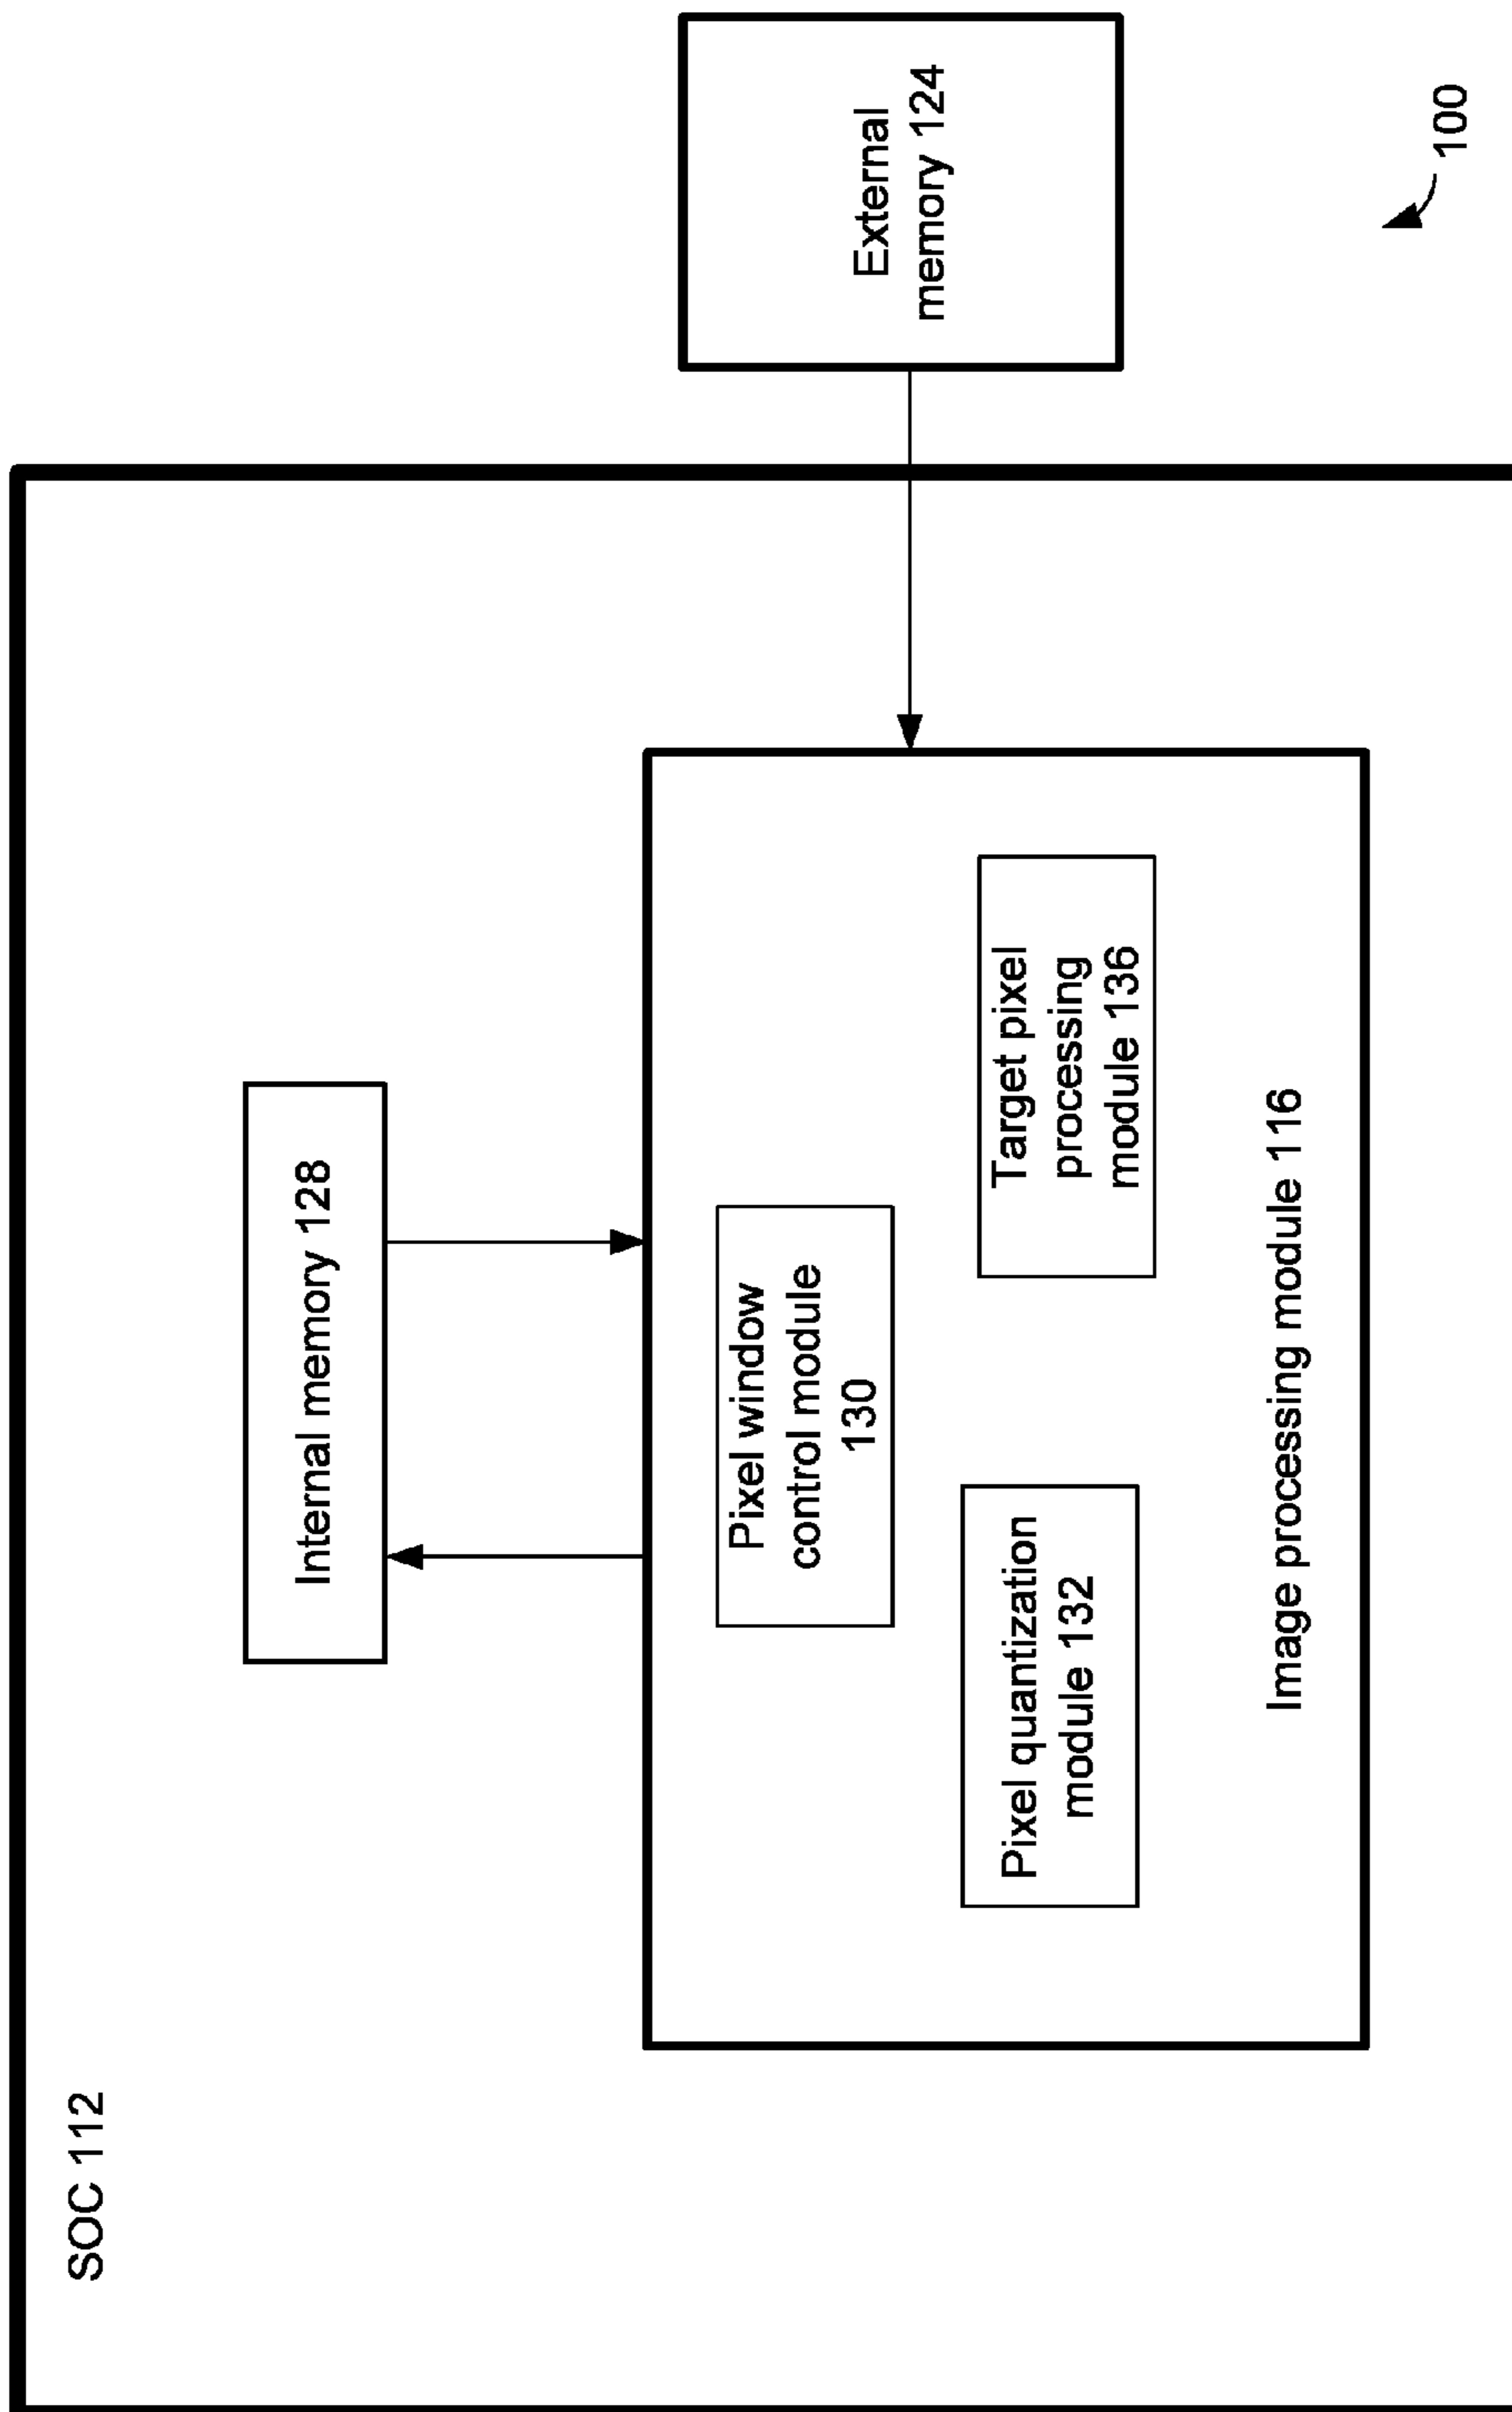 SOC 112
Internal memory 128
Pixel window
control module
130
Pixel quantization
module 132
Target pixel
processing
module 136
Image processing module 116
External
memory 124
100